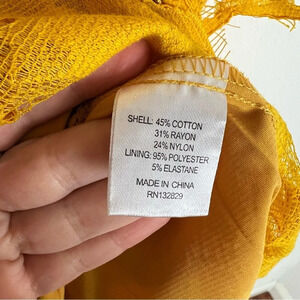 SHELL: 45% COTTON
31% RAYON
24% NYLON
LINING: 95% POLYESTER
5% ELASTANE
MADE IN CHINA
RN132829